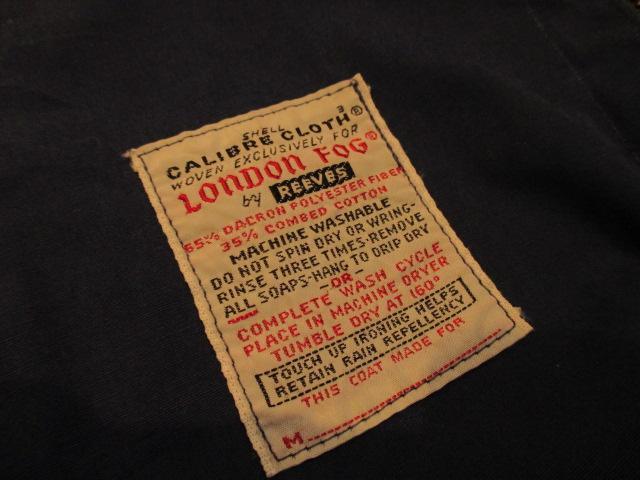 SHELL
CALIBRE CLOTH³®
WOVEN EXCLUSIVELY FOR
LONDON FOG®
by REEVES
65% DACRON POLYESTER FIBER
35% COMBED COTTON
MACHINE WASHABLE
DO NOT SPIN DRY OR WRING-
RINSE THREE TIMES-REMOVE
ALL SOAPS-HANG TO DRIP DRY
-OR-
COMPLETE WASH CYCLE
PLACE IN MACHINE DRYER
TUMBLE DRY AT 160°
TOUCH UP IRONING HELPS
RETAIN RAIN REPELLENCY
THIS COAT MADE FOR
M